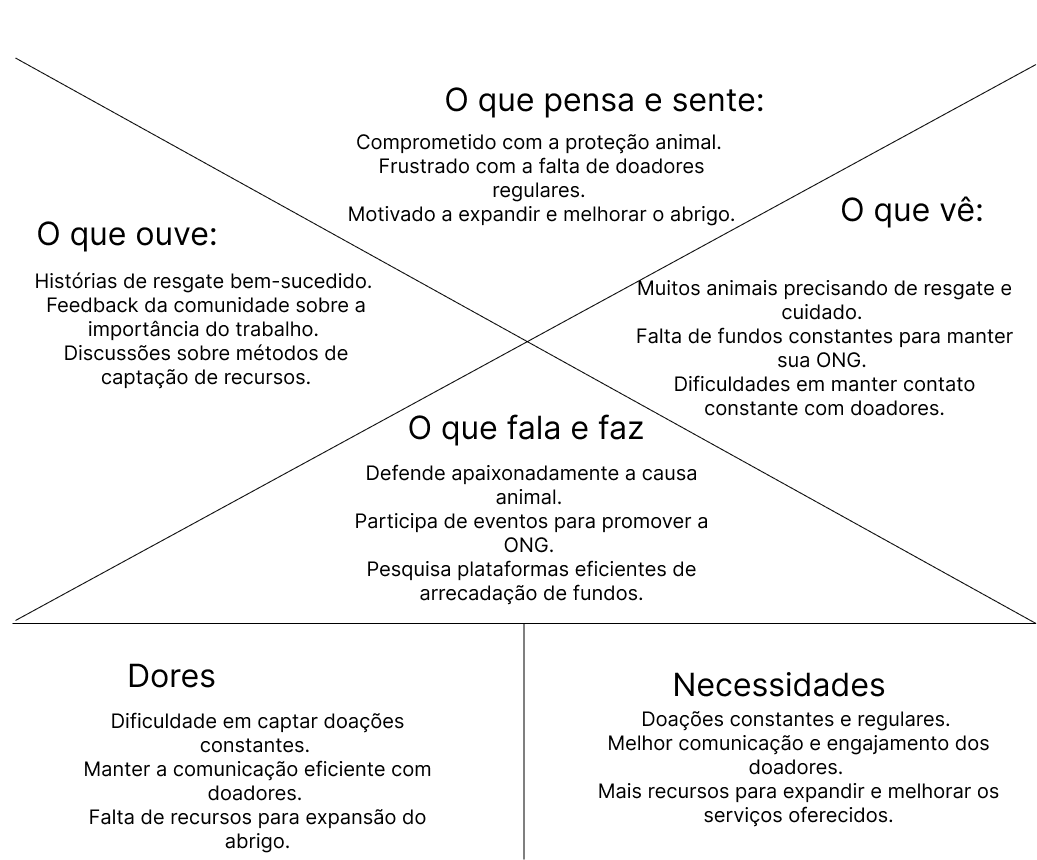 O que pensa e sente:
Comprometido com a proteção animal.
Frustrado com a falta de doadores
regulares.
Motivado a expandir e melhorar o abrigo.
O que ouve:
Histórias de resgate bem-sucedido.
Feedback da comunidade sobre a
importância do trabalho.
Discussões sobre métodos de
captação de recursos.
O que vê:
Muitos animais precisando de resgate e
cuidado.
Falta de fundos constantes para manter
sua ONG.
Dificuldades em manter contato
constante com doadores.
O que fala e faz
Defende apaixonadamente a causa
animal.
Participa de eventos para promover a
ONG.
Pesquisa plataformas eficientes de
arrecadação de fundos.
Dores
Dificuldade em captar doações
constantes.
Manter a comunicação eficiente com
doadores.
Falta de recursos para expansão do
abrigo.
Necessidades
Doações constantes e regulares.
Melhor comunicação e engajamento dos
doadores.
Mais recursos para expandir e melhorar os
serviços oferecidos.